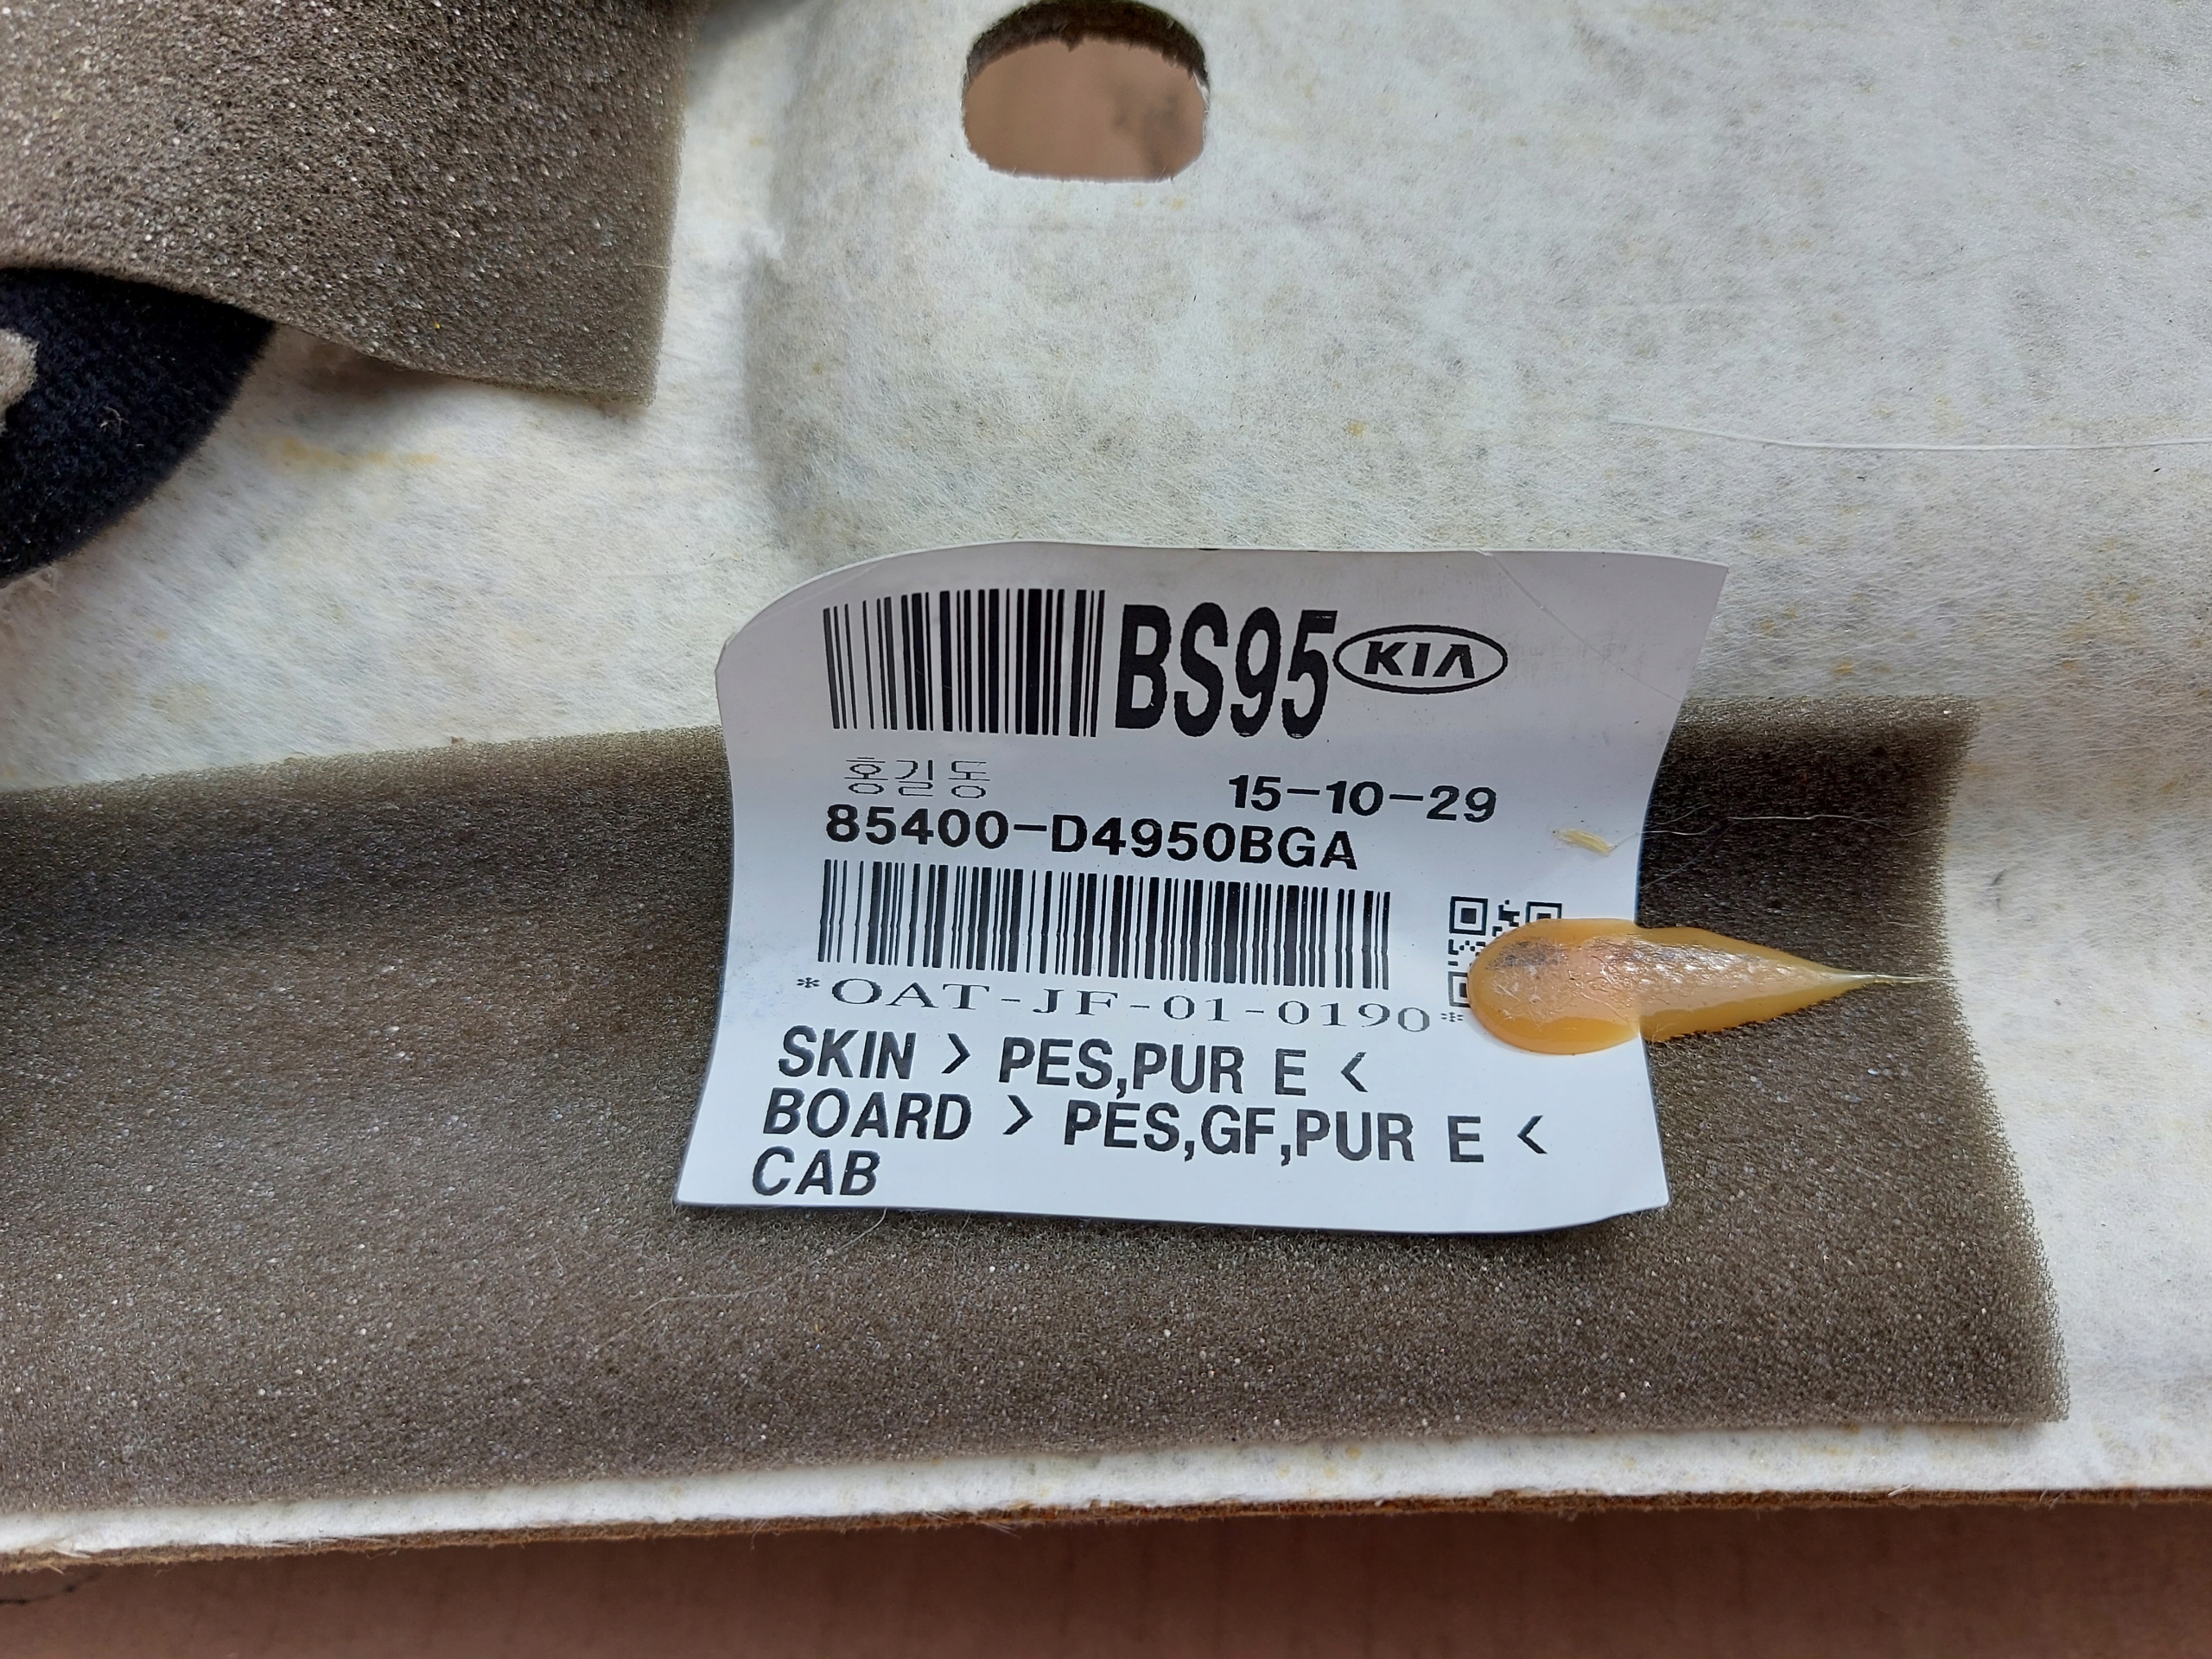 BS95 KIA
홍길동 15-10-29
85400-D4950BGA
*OAT-JF-01-0190*
SKIN > PES,PUR E <
BOARD > PES,GF,PUR E <
CAB